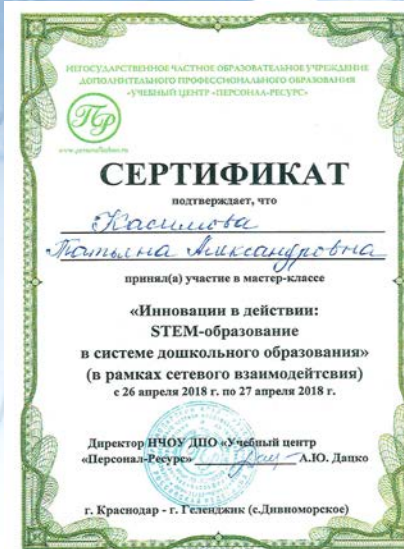 НЕГОСУДАРСТВЕННОЕ ЧАСТНОЕ ОБРАЗОВАТЕЛЬНОЕ УЧРЕЖДЕНИЕ
ДОПОЛНИТЕЛЬНОГО ПРОФЕССИОНАЛЬНОГО ОБРАЗОВАНИЯ
«УЧЕБНЫЙ ЦЕНТР «ПЕРСОНАЛ-РЕСУРС»
ПР
СЕРТИФИКАТ
подтверждает, что
Касимова
Татьяна Александровна
принял(а) участие в мастер-классе
«Инновации в действии:
STEM-образование
в системе дошкольного образования»
(в рамках сетевого взаимодейтсвия)
с 26 апреля 2018 г. по 27 апреля 2018 г.
Директор НЧОУ ДПО «Учебный центр
«Персонал-Ресурс» А.Ю. Дацко
г. Краснодар - г. Геленджик (с.Дивноморское)